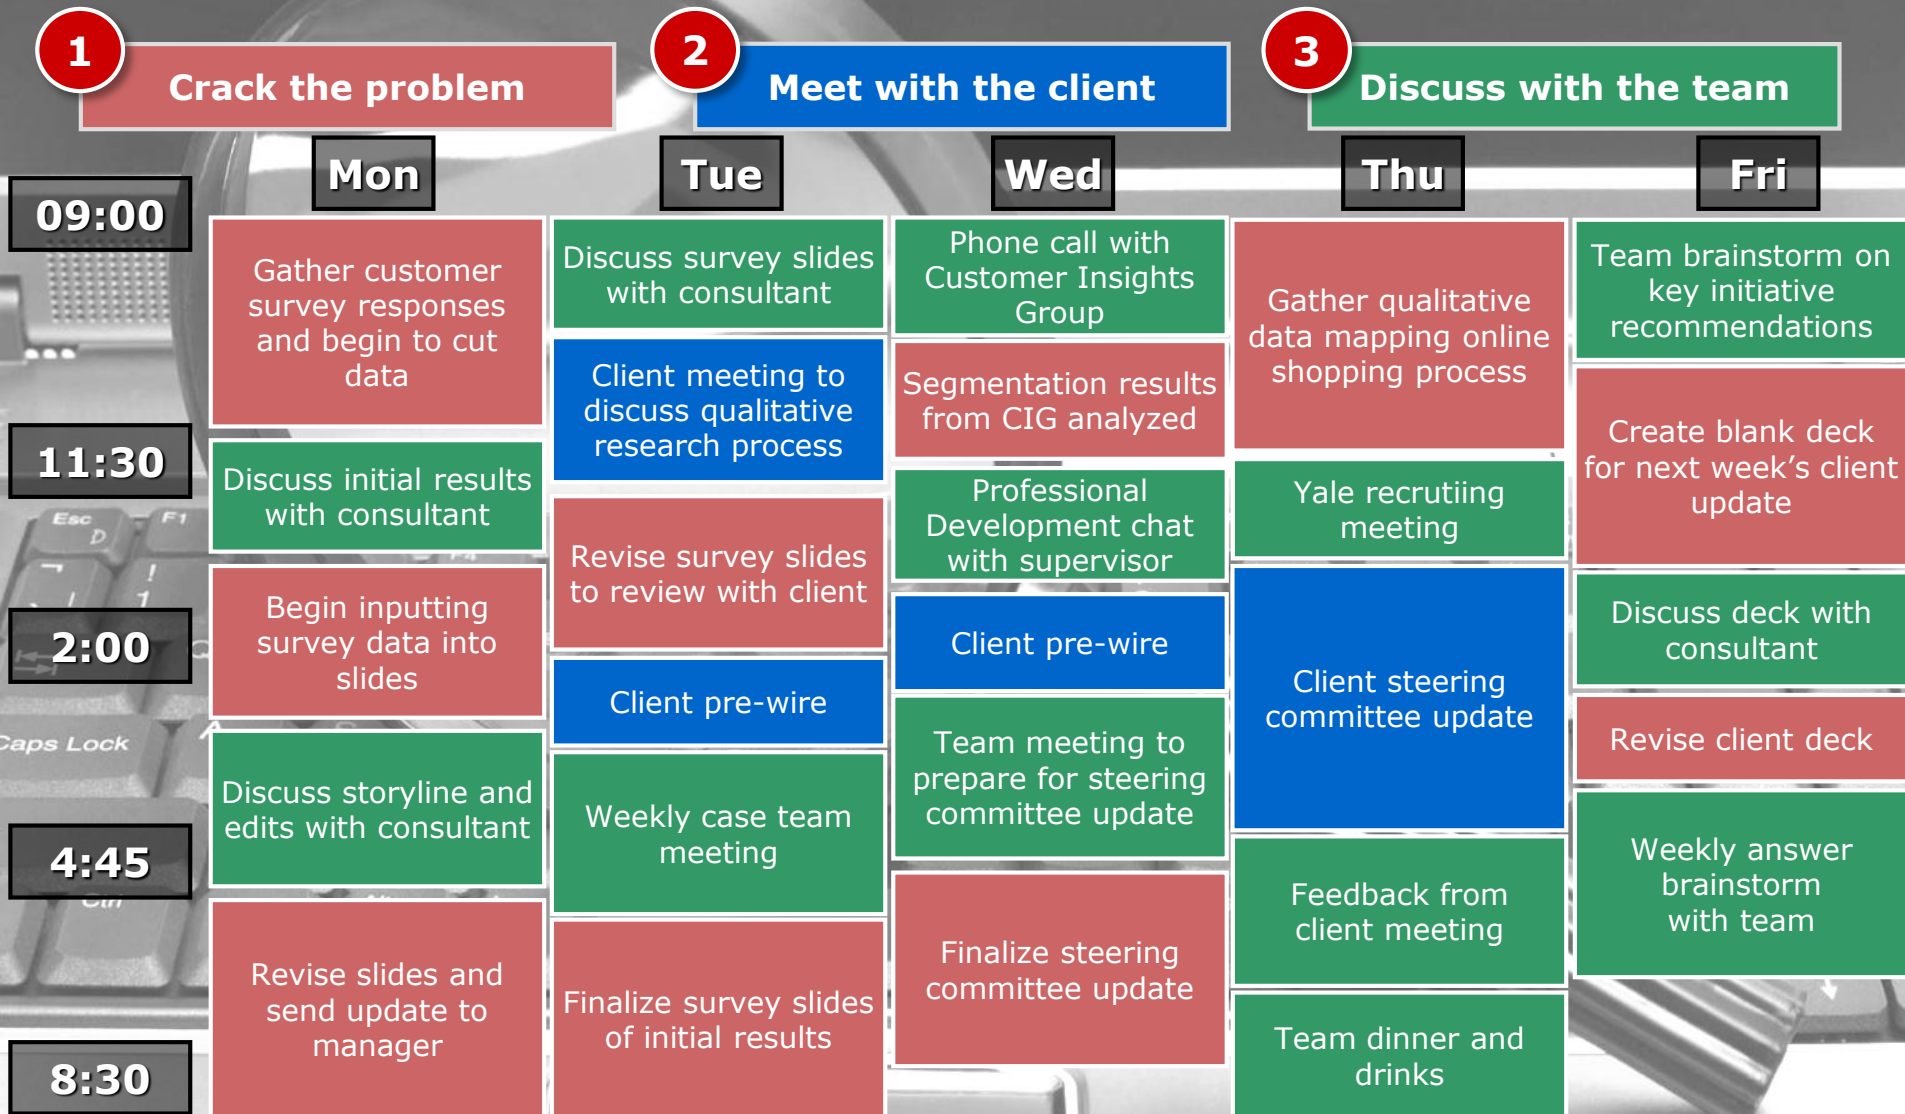 1
Crack the problem
2
Meet with the client
3
Discuss with the team
Mon
Tue
Wed
Thu
Fri
09:00
11:30
2:00
4:45
8:30
Gather customer
survey responses
and begin to cut
data
Discuss initial results
with consultant
Begin inputting
survey data into
slides
Discuss storyline and
edits with consultant
Revise slides and
send update to
manager
Discuss survey slides
with consultant
Client meeting to
discuss qualitative
research process
Revise survey slides
to review with client
Client pre-wire
Weekly case team
meeting
Finalize survey slides
of initial results
Phone call with
Customer Insights
Group
Segmentation results
from CIG analyzed
Professional
Development chat
with supervisor
Client pre-wire
Team meeting to
prepare for steering
committee update
Finalize steering
committee update
Gather qualitative
data mapping online
shopping process
Yale recrutiing
meeting
Client steering
committee update
Feedback from
client meeting
Team dinner and
drinks
Team brainstorm on
key initiative
recommendations
Create blank deck
for next week’s client
update
Discuss deck with
consultant
Revise client deck
Weekly answer
brainstorm
with team
Esc
D
F1
!
1
Caps Lock